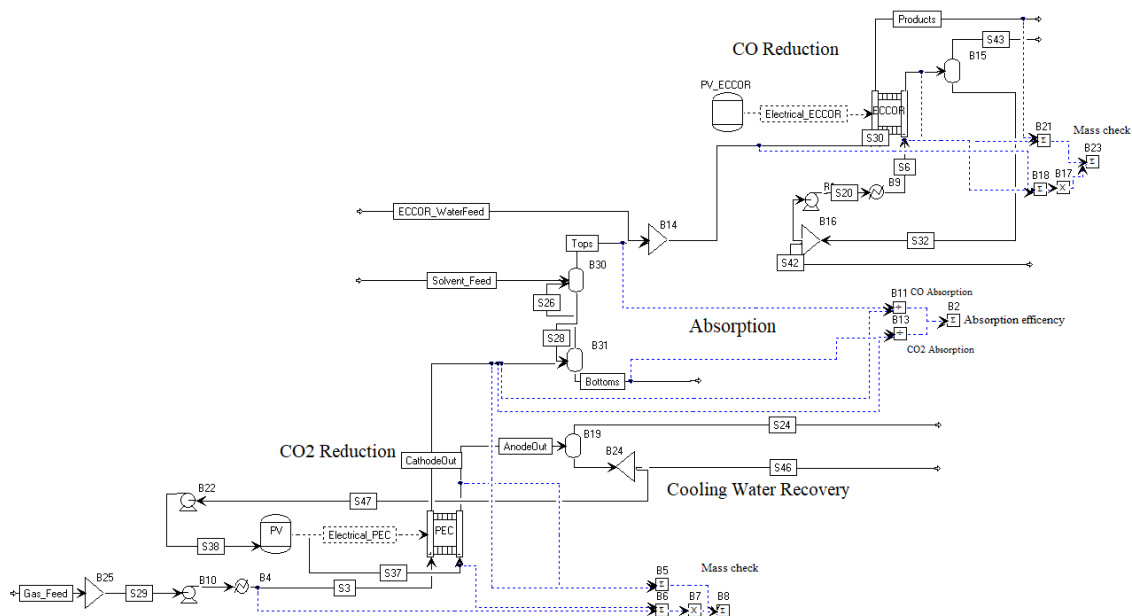 Products
S43
CO Reduction
B15
PV_ECCOR
Electrical_ECCOR
ECCOR
S30
B21
Σ
Mass check
B23
Σ
S6
B18
Σ
B17
X
S20
B9
ECCOR_WaterFeed
B14
B16
S32
Tops
S42
B30
Solvent_Feed
S26
B11
÷
CO Absorption
B2
Σ
Absorption efficency
Absorption
S28
B13
÷
B31
CO2 Absorption
Bottoms
S24
B19
CO2 Reduction
AnodeOut
B24
CathodeOut
S46
Cooling Water Recovery
B22
S47
PV
Electrical_PEC
PEC
S38
S37
B5
Σ
Mass check
B25
B10
B4
Gas_Feed
S29
S3
B6
Σ
B7
X
B8
Σ